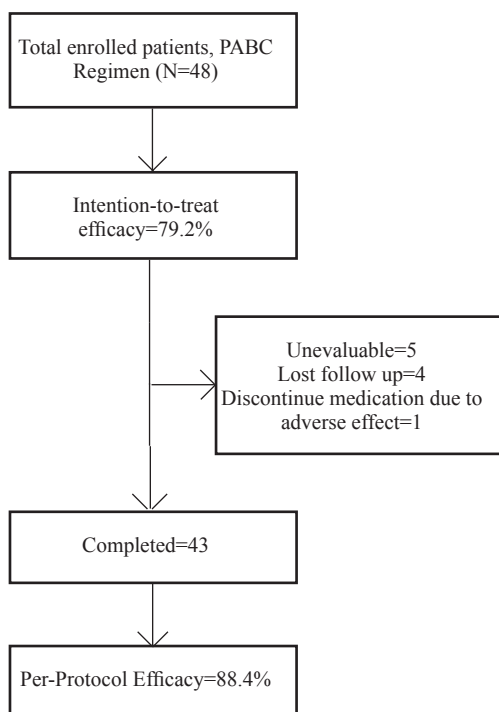 Total enrolled patients, PABC
Regimen (N=48)
Intention-to-treat
efficacy=79.2%
Unevaluable=5
Lost follow up=4
Discontinue medication due to
adverse effect=1
Completed=43
Per-Protocol Efficacy=88.4%